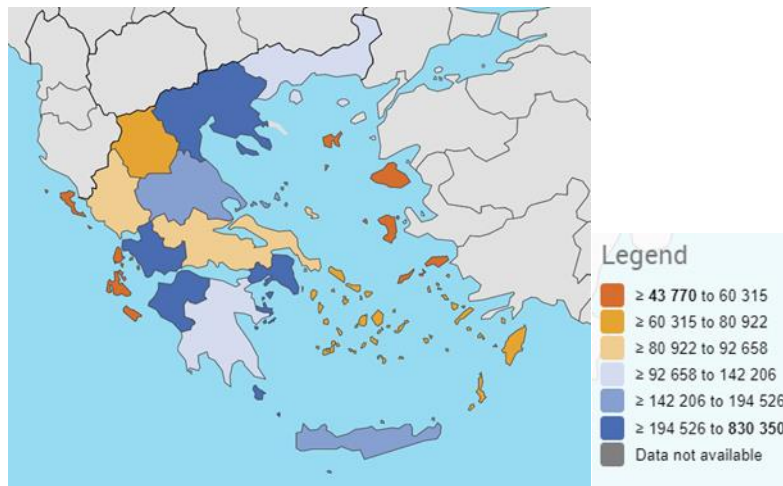 Legend
≥ 43 770 to 60 315
≥ 60 315 to 80 922
≥ 80 922 to 92 658
≥ 92 658 to 142 206
≥ 142 206 to 194 526
≥ 194 526 to 830 350
Data not available